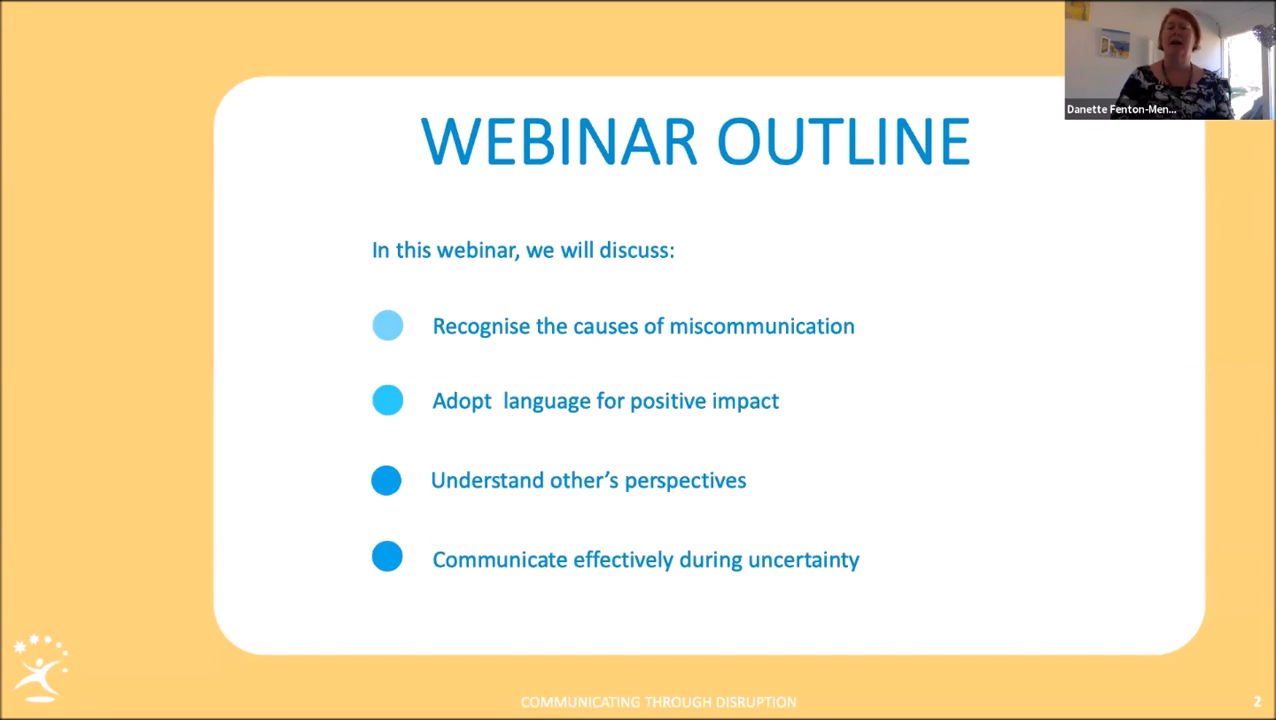 Danette Fenton-Men...
WEBINAR OUTLINE
In this webinar, we will discuss:
Recognise the causes of miscommunication
Adopt  language for positive impact
Understand other’s perspectives
Communicate effectively during uncertainty
COMMUNICATING THROUGH DISRUPTION
2